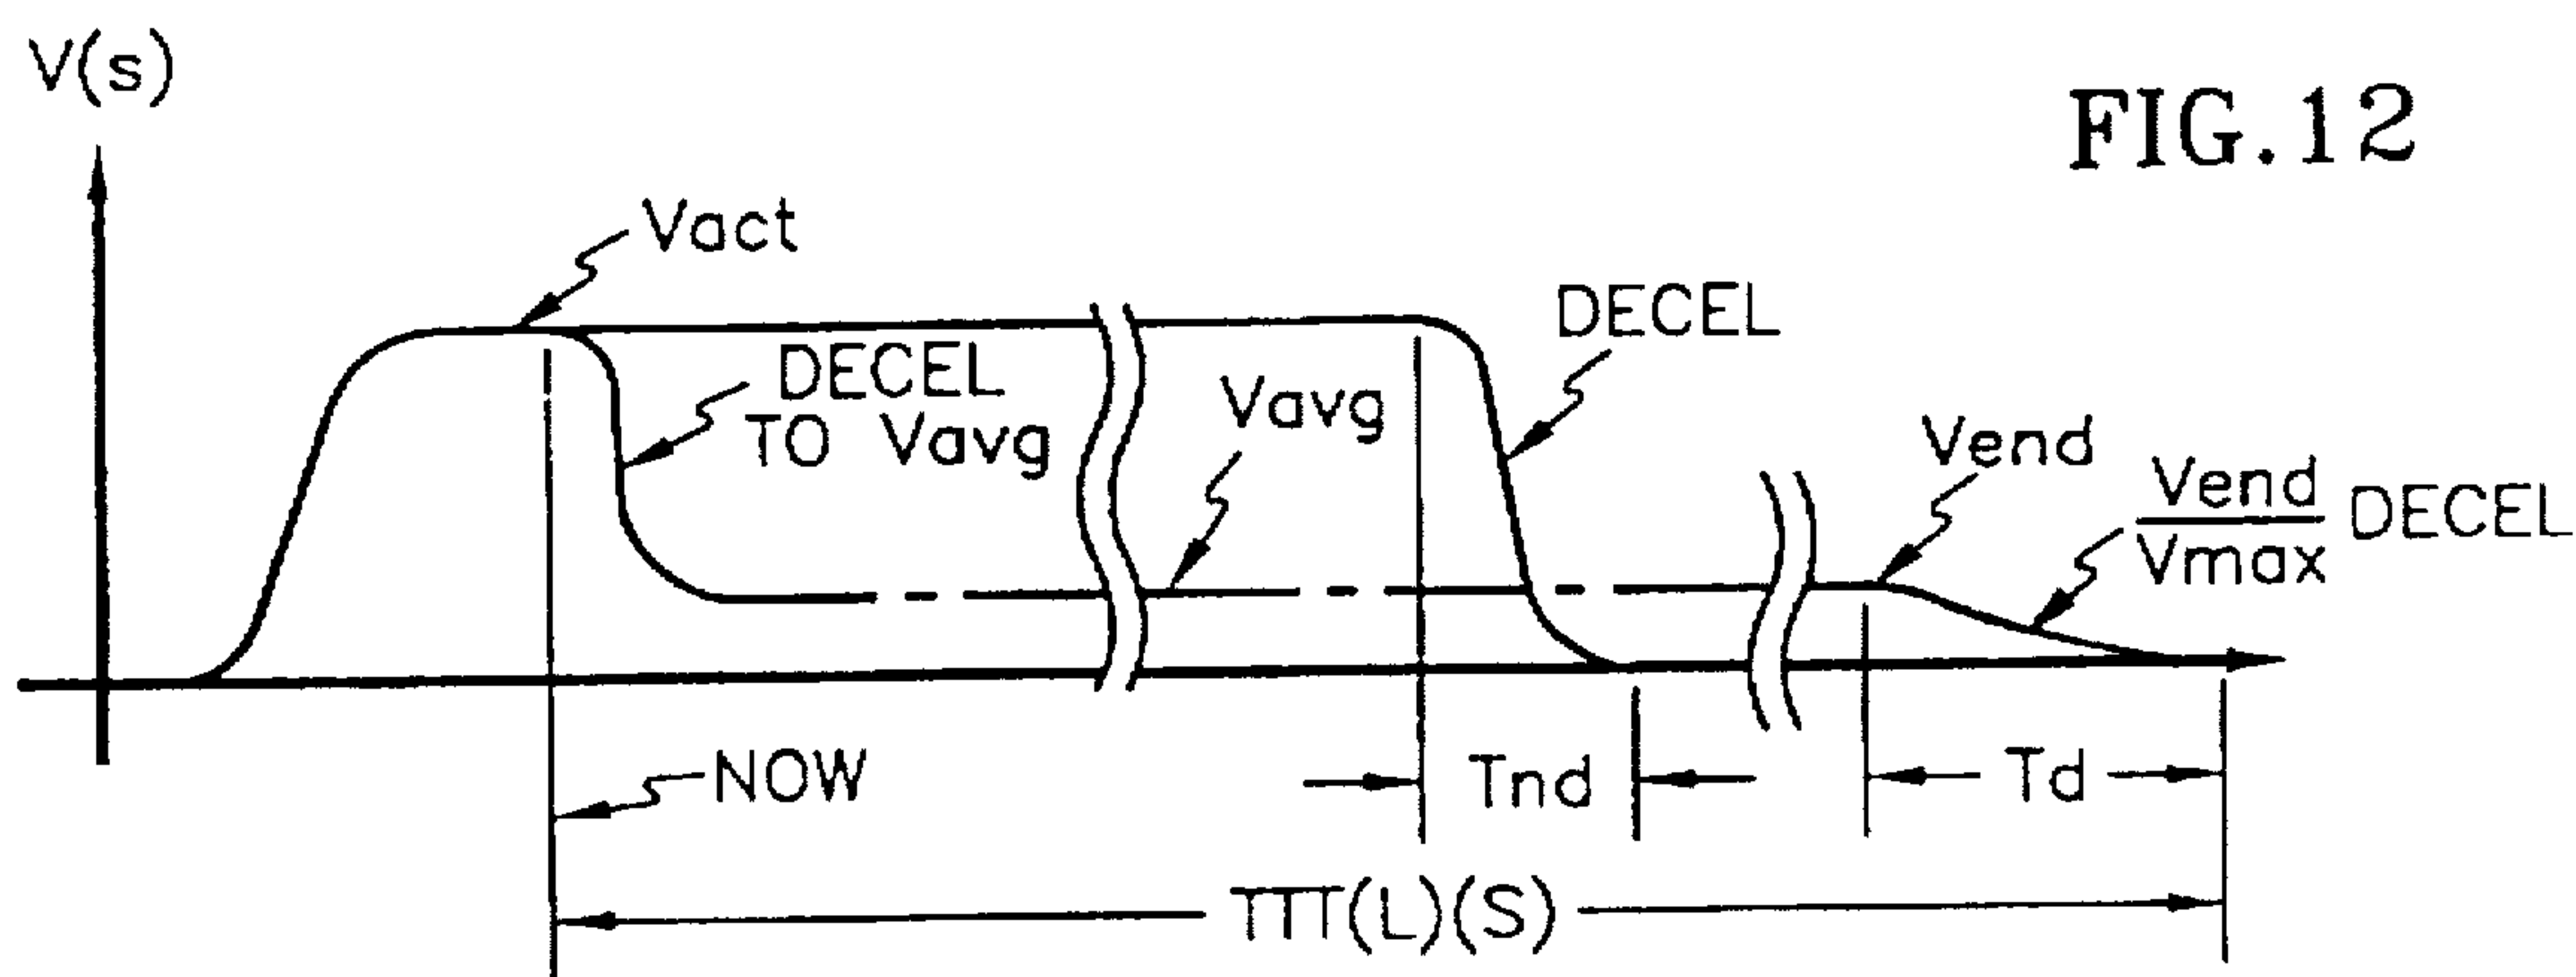 V(s)
FIG.12
Vact
DECEL
DECEL
TO Vavg
Vavg
Vend
Vend
Vmax
DECEL
NOW
Tnd
Td
TTT(L)(S)